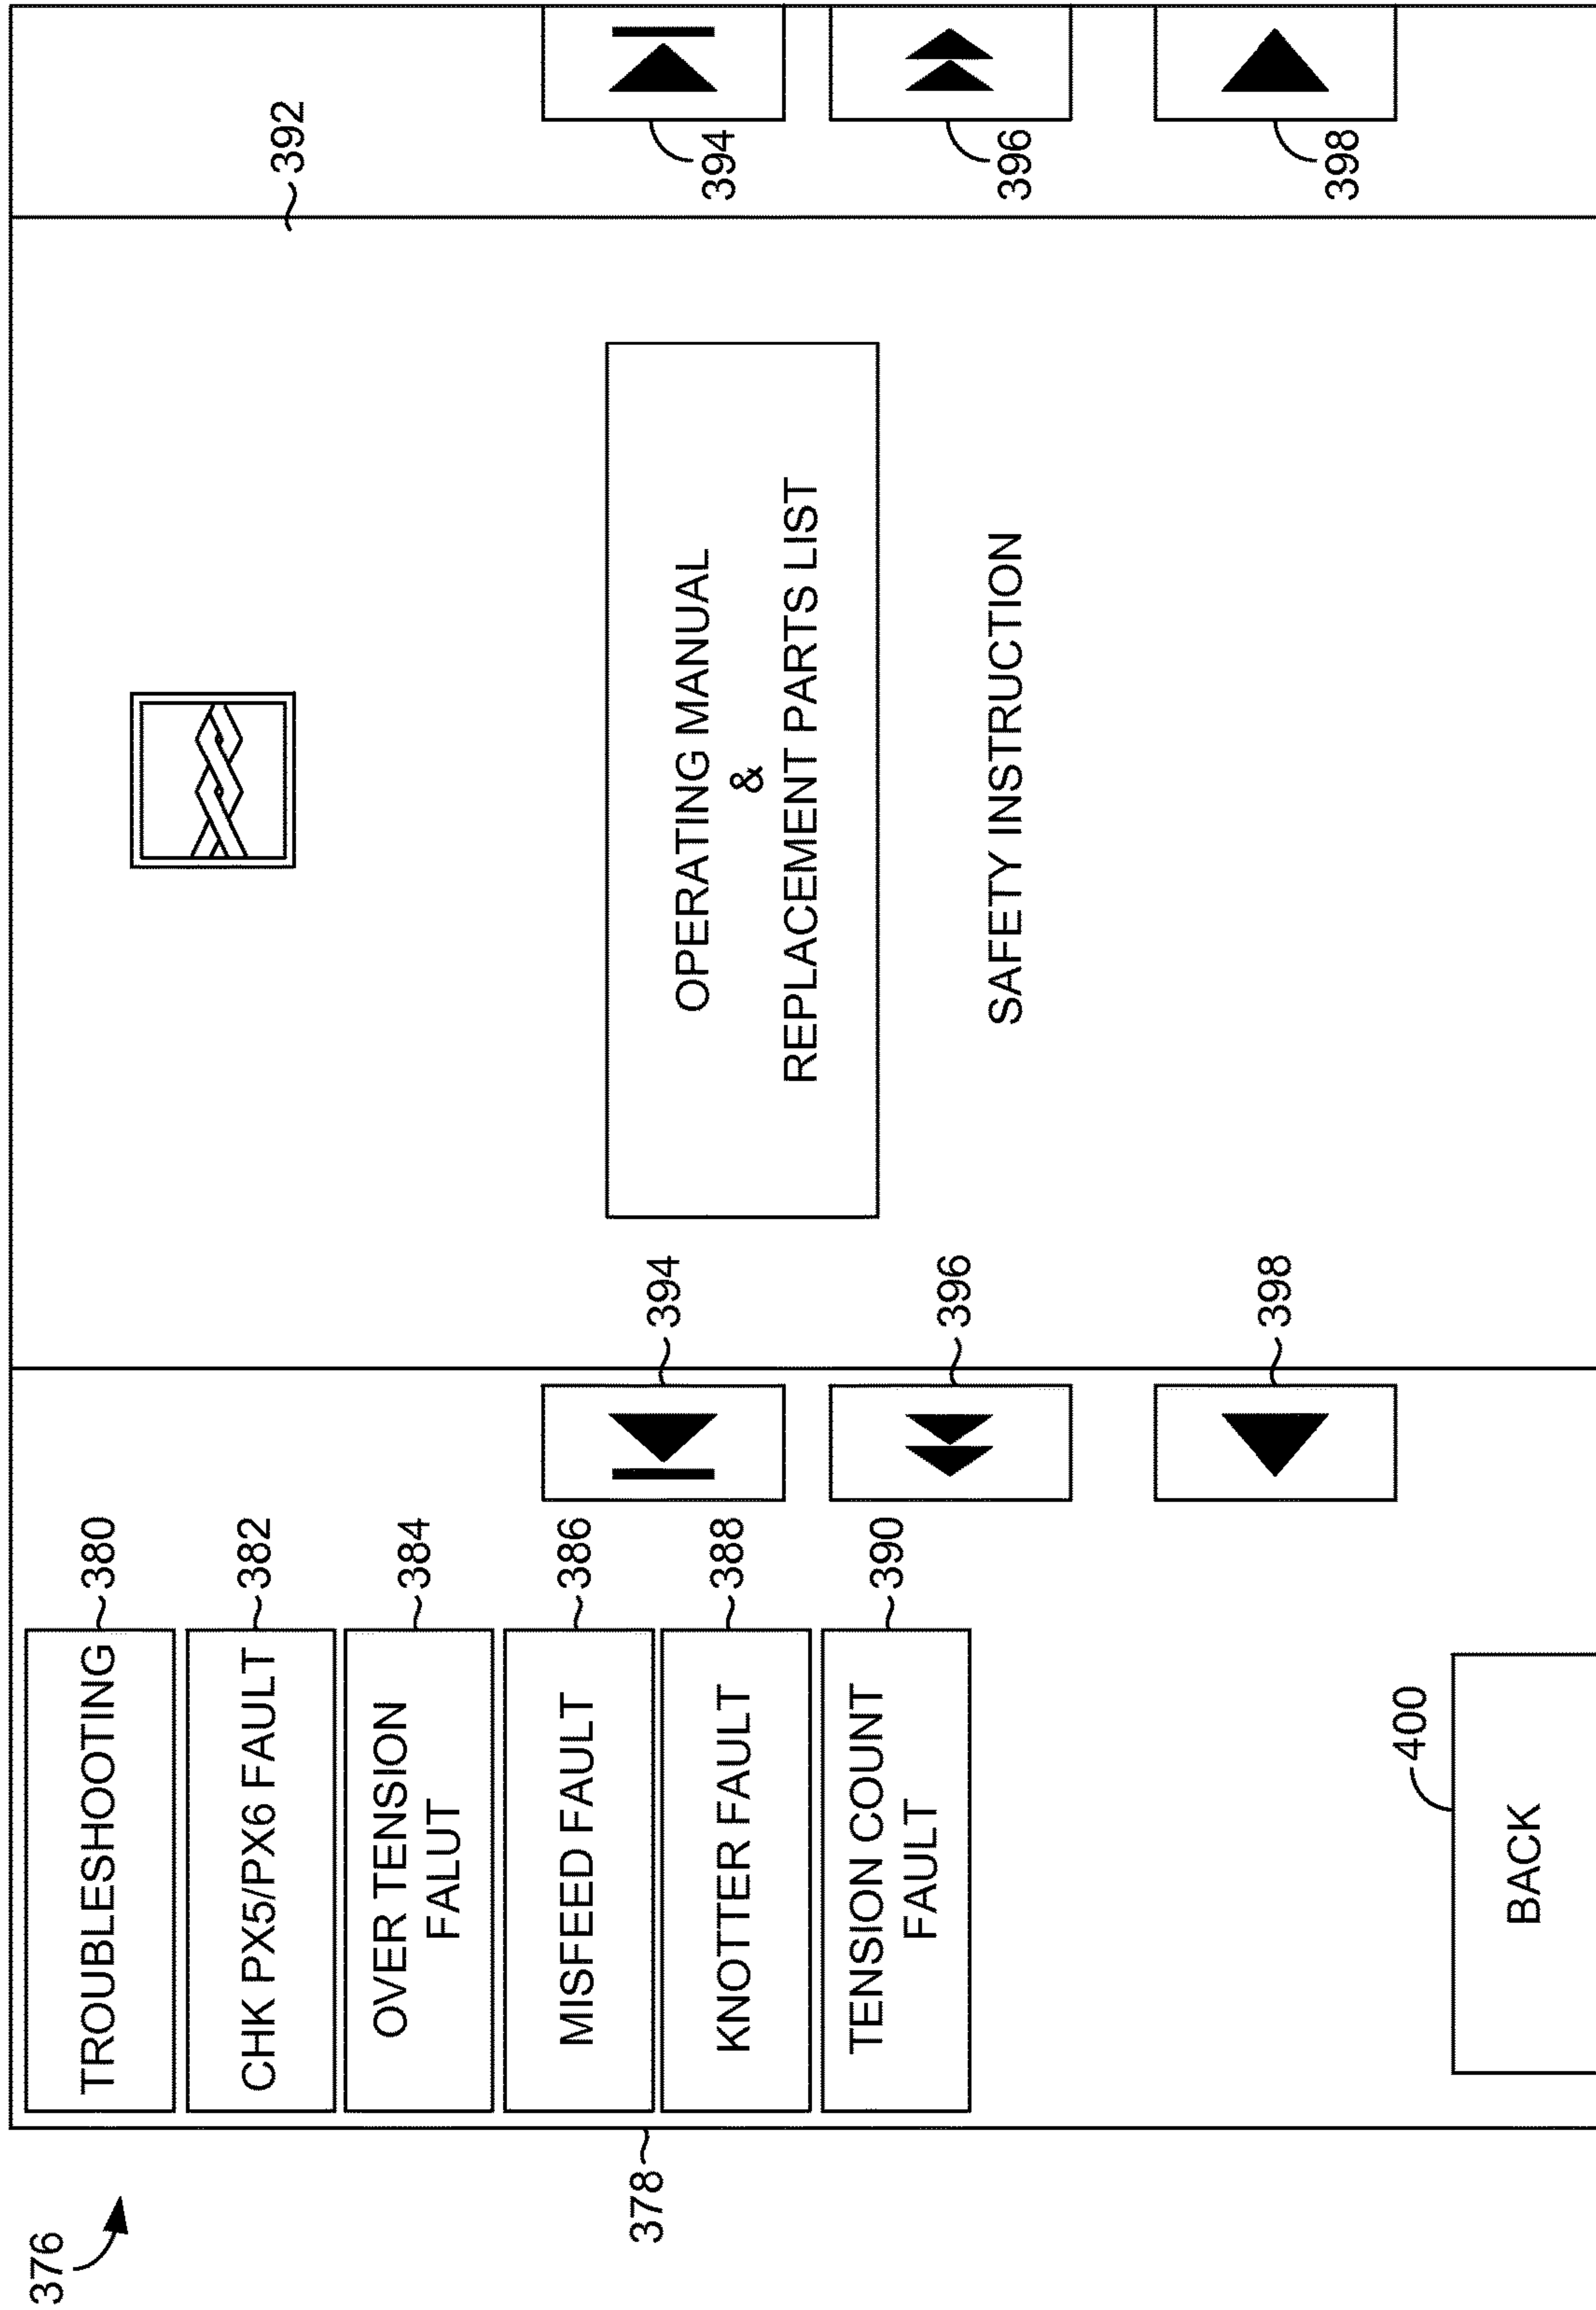 376
378
TROUBLESHOOTING
380
CHK PX5/PX6 FAULT
382
OVER TENSION
FALUT
384
MISFEED FAULT
386
KNOTTER FAULT
388
TENSION COUNT
FAULT
390
BACK
400
394
396
398
392
OPERATING MANUAL
&
REPLACEMENT PARTS LIST
SAFETY INSTRUCTION
394
396
398